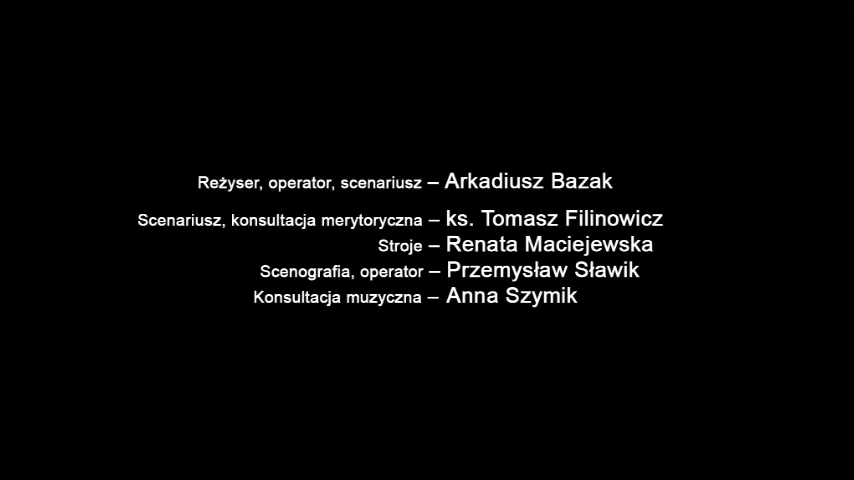 Reżyser, operator, scenariusz – Arkadiusz Bazak
Scenariusz, konsultacja merytoryczna – ks. Tomasz Filinowicz
Stroje – Renata Maciejewska
Scenografia, operator – Przemysław Sławik
Konsultacja muzyczna – Anna Szymik